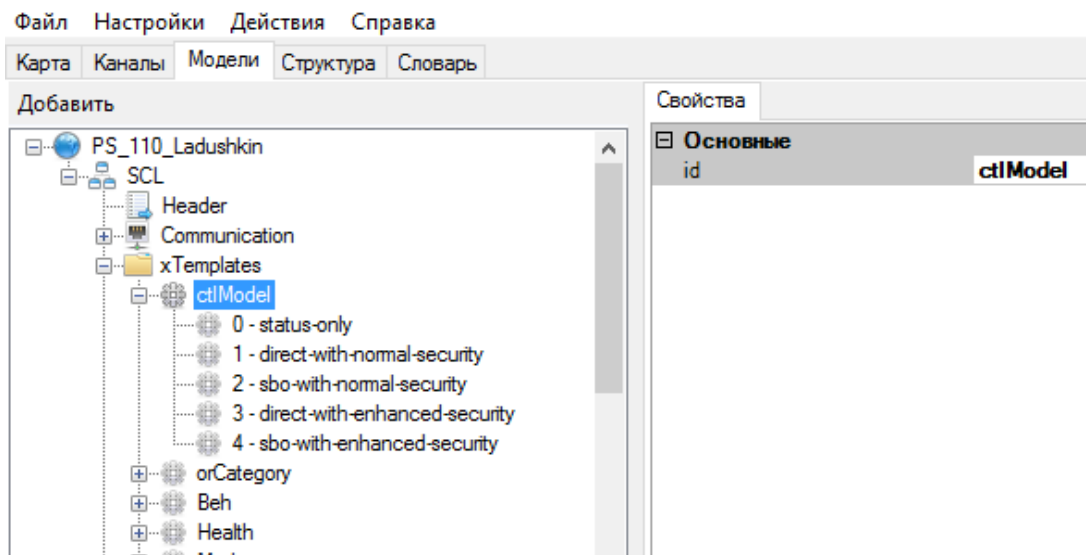 Файл Настройки Действия Справка
Карта Каналы Модели Структура Словарь
Добавить
Свойства
PS_110_Ladushkin
SCL
Header
Communication
xTemplates
ctlModel
0 - status-only
1 - direct-with-normal-security
2 - sbo-with-normal-security
3 - direct-with-enhanced-security
4 - sbo-with-enhanced-security
orCategory
Beh
Health
Основные
id ctlModel